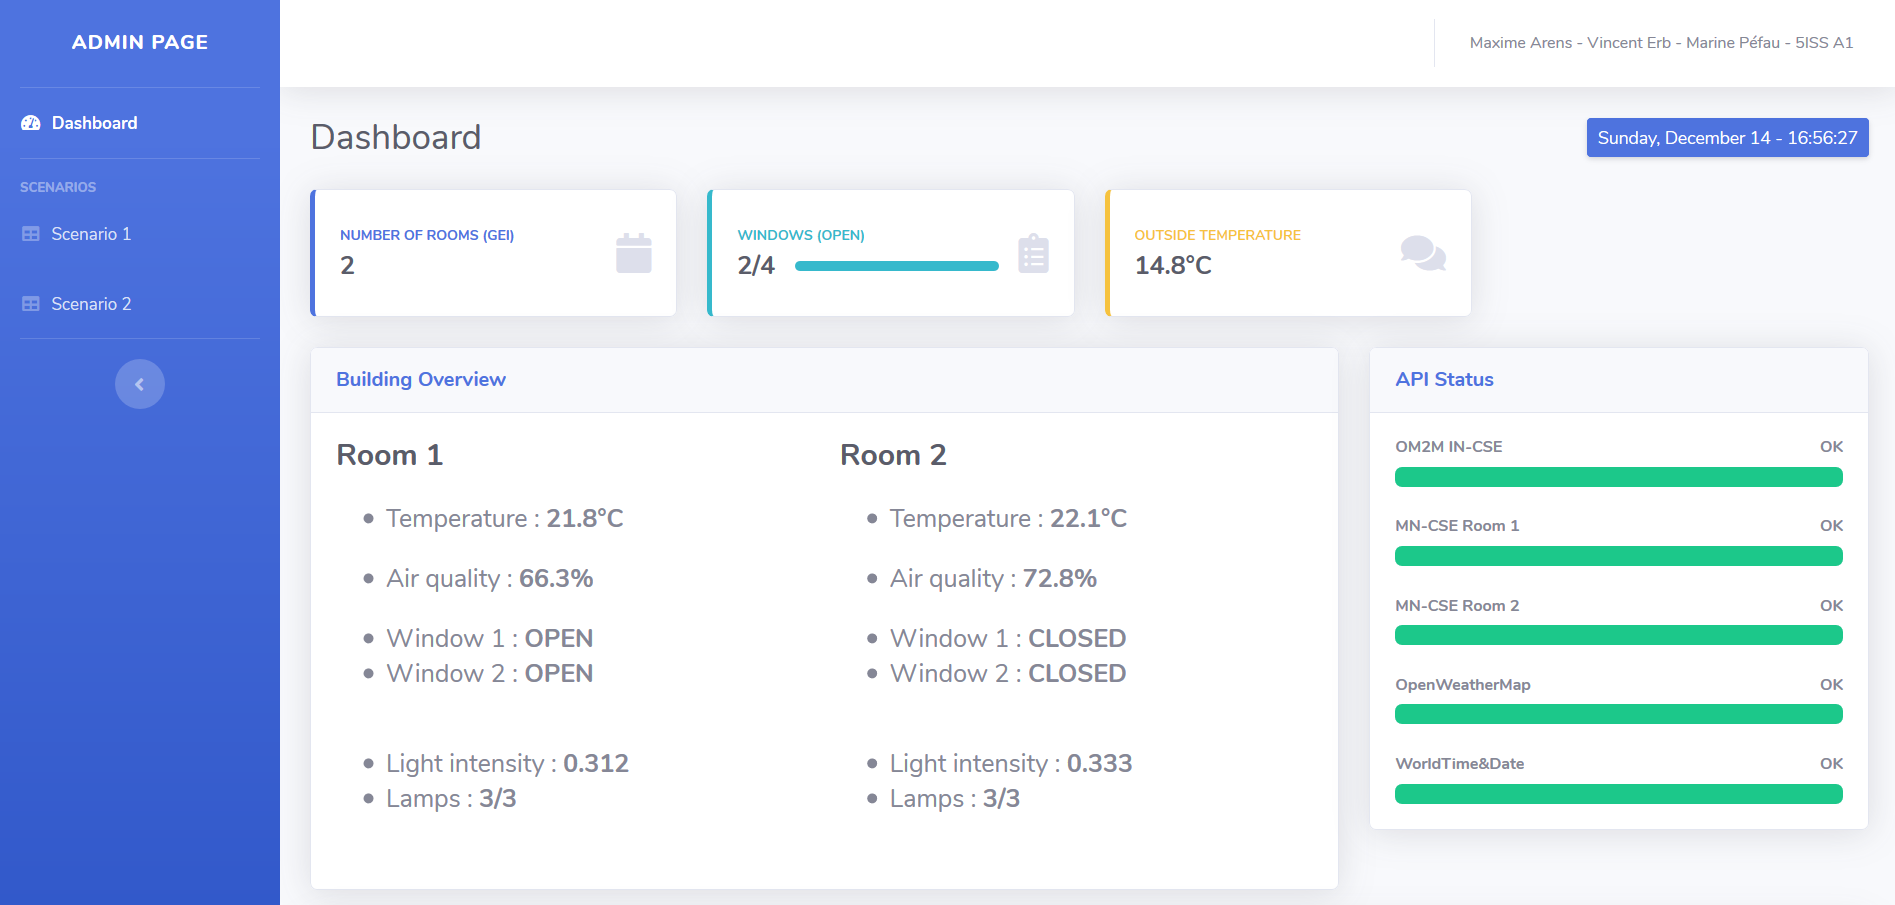 ADMIN PAGE
Maxime Arens - Vincent Erb - Marine Péfau - 5ISS A1
Dashboard
SCENARIOS
Scenario 1
Scenario 2
Dashboard
Sunday, December 14 - 16:56:27
NUMBER OF ROOMS (GEI)
2
WINDOWS (OPEN)
2/4
OUTSIDE TEMPERATURE
14.8°C
Building Overview
Room 1
Temperature : 21.8°C
Air quality : 66.3%
Window 1 : OPEN
Window 2 : OPEN
Light intensity : 0.312
Lamps : 3/3
Room 2
Temperature : 22.1°C
Air quality : 72.8%
Window 1 : CLOSED
Window 2 : CLOSED
Light intensity : 0.333
Lamps : 3/3
API Status
OM2M IN-CSE OK
MN-CSE Room 1 OK
MN-CSE Room 2 OK
OpenWeatherMap OK
WorldTime&Date OK